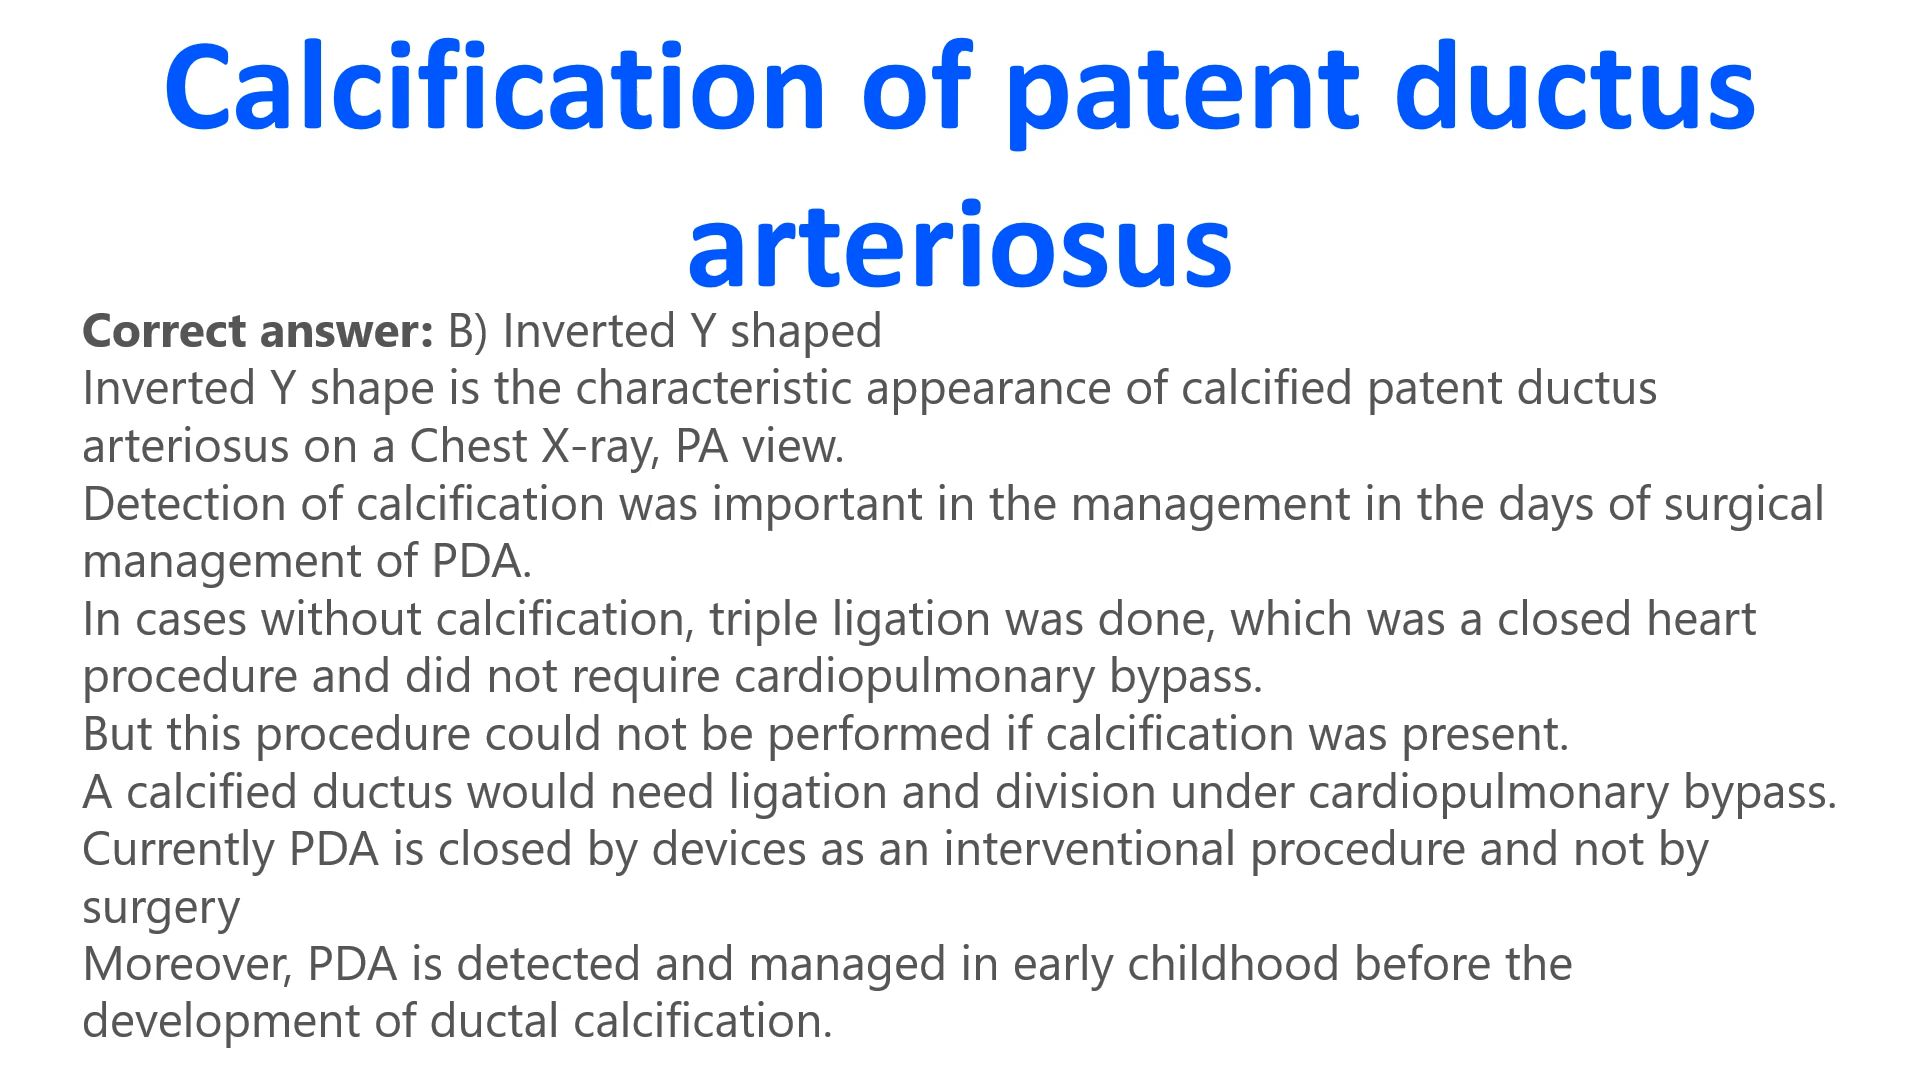 Calcification of patent ductus
arteriosus
Correct answer: B) Inverted Y shaped
Inverted Y shape is the characteristic appearance of calcified patent ductus
arteriosus on a Chest X-ray, PA view.
Detection of calcification was important in the management in the days of surgical
management of PDA.
In cases without calcification, triple ligation was done, which was a closed heart
procedure and did not require cardiopulmonary bypass.
But this procedure could not be performed if calcification was present.
A calcified ductus would need ligation and division under cardiopulmonary bypass.
Currently PDA is closed by devices as an interventional procedure and not by
surgery
Moreover, PDA is detected and managed in early childhood before the
development of ductal calcification.